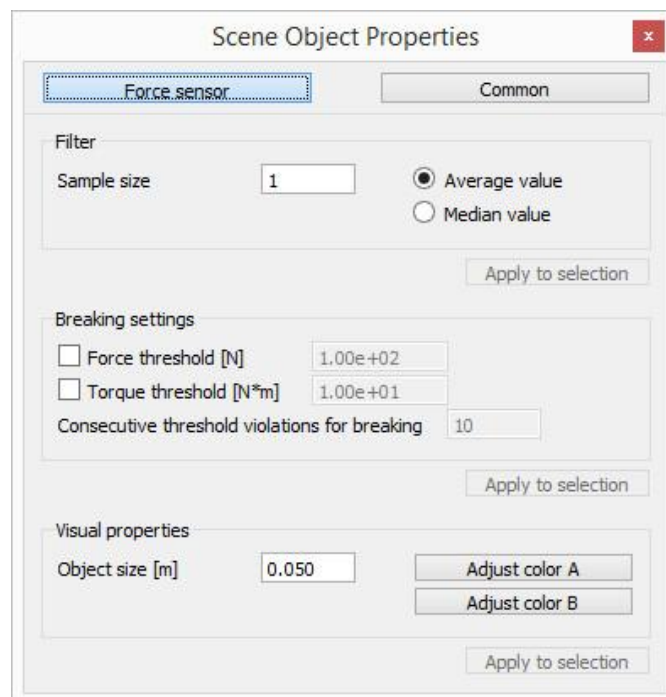 Scene Object Properties
x
Force sensor Common
Filter
Sample size 1 Average value
Median value
Apply to selection
Breaking settings
Force threshold [N] 1.00e+02
Torque threshold [N*m] 1.00e+01
Consecutive threshold violations for breaking 10
Apply to selection
Visual properties
Object size [m] 0.050 Adjust color A
Adjust color B
Apply to selection